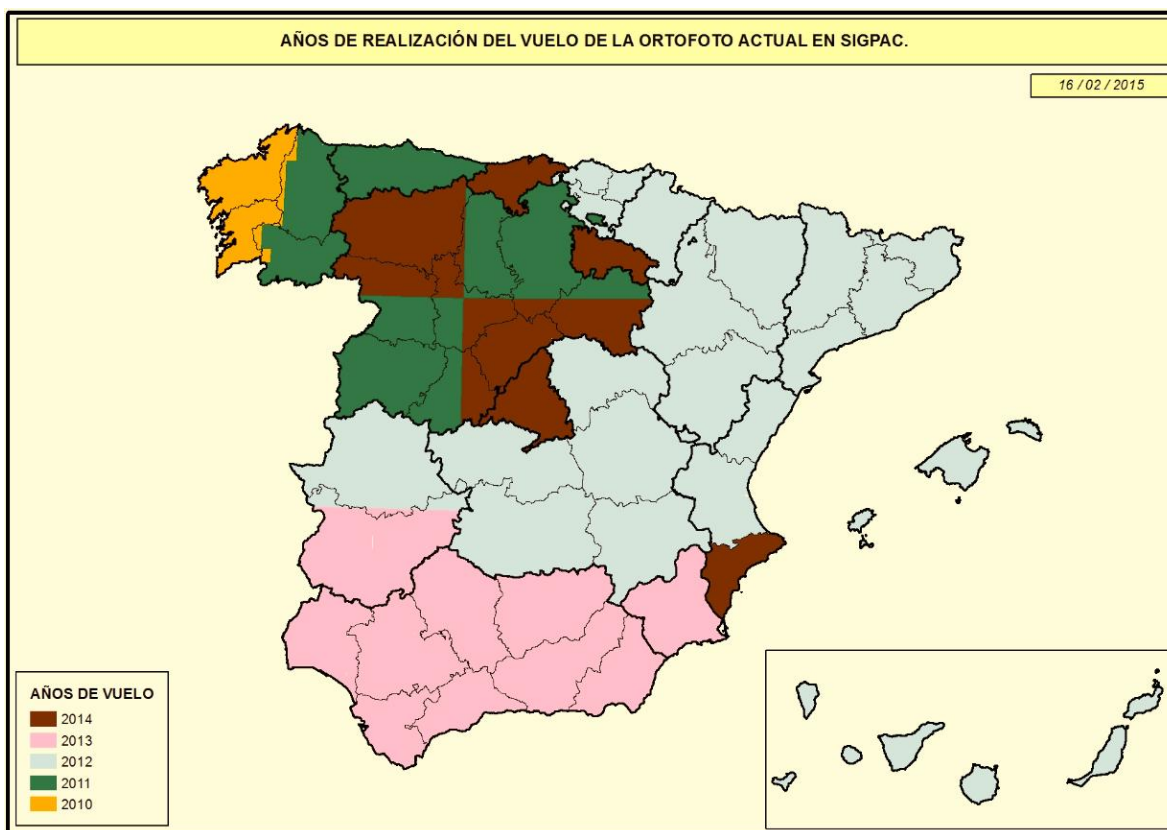 AÑOS DE REALIZACIÓN DEL VUELO DE LA ORTOFOTO ACTUAL EN SIGPAC.
16 / 02 / 2015
AÑOS DE VUELO
2014
2013
2012
2011
2010